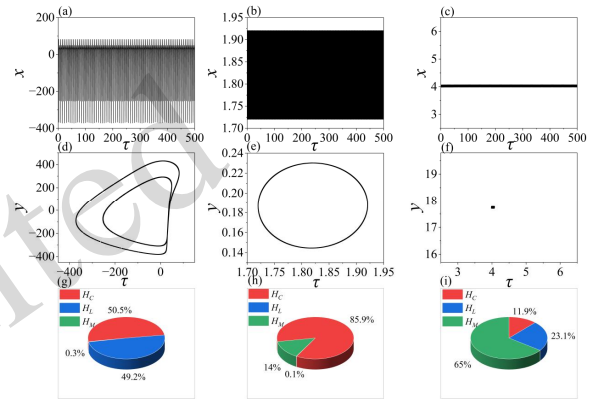 (a)
200
0
−200
−400
x
0 100 200 300 400 500
τ
(b)
1.95
1.90
1.85
1.80
1.75
1.70
x
0 100 200 300 400 500
τ
(c)
6
5
4
3
x
0 100 200 300 400 500
τ
(d)
400
200
0
−200
−400
y
−400 −200 0
τ
(e)
0.24
0.22
0.20
0.18
0.16
0.14
y
1.70 1.75 1.80 1.85 1.90 1.95
τ
(f)
19
18
17
16
y
3 4 5 6
τ
(g)
H_C
H_L
H_M
50.5%
0.3%
49.2%
(h)
H_C
H_L
H_M
85.9%
14%
0.1%
(i)
H_C
H_L
H_M
11.9%
23.1%
65%